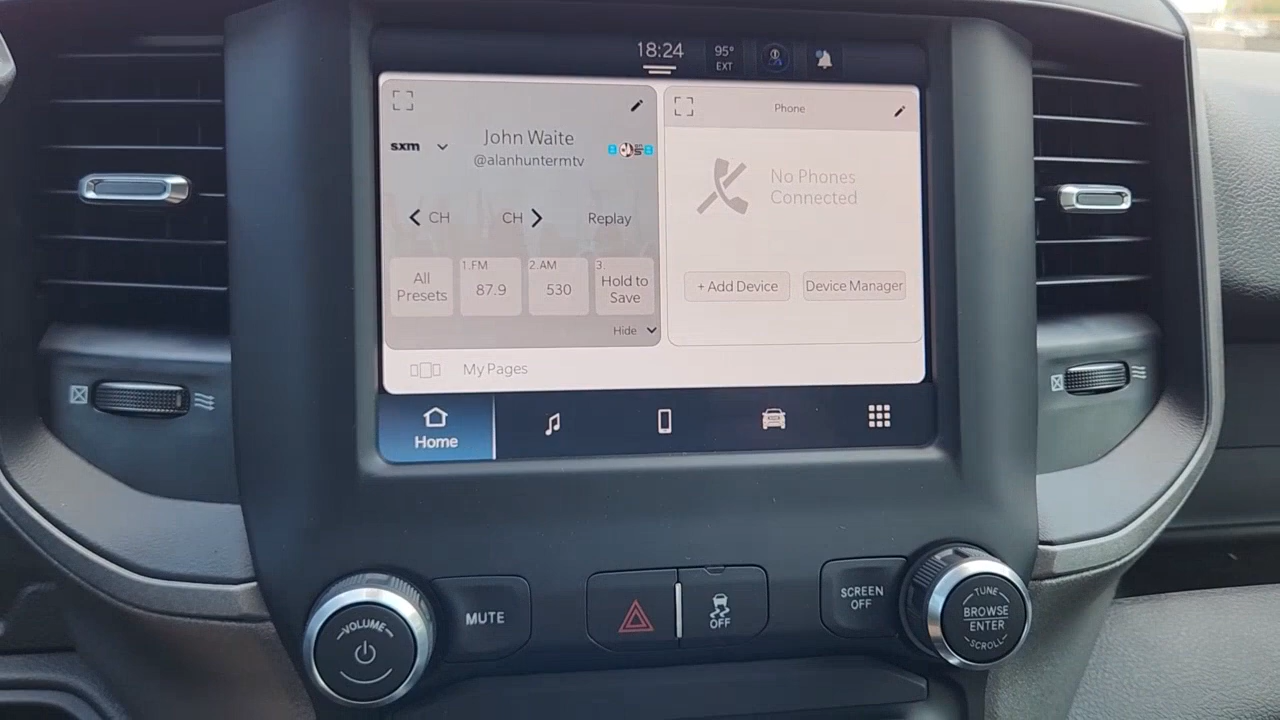 18:24
95°
EXT
sxm
John Waite
@alanhuntermtv
CH
CH
Replay
All
Presets
1.FM
87.9
2.AM
530
3.
Hold to
Save
Hide
Phone
No Phones
Connected
+ Add Device
Device Manager
My Pages
Home
VOLUME
MUTE
OFF
SCREEN
OFF
TUNE
BROWSE
ENTER
SCROLL